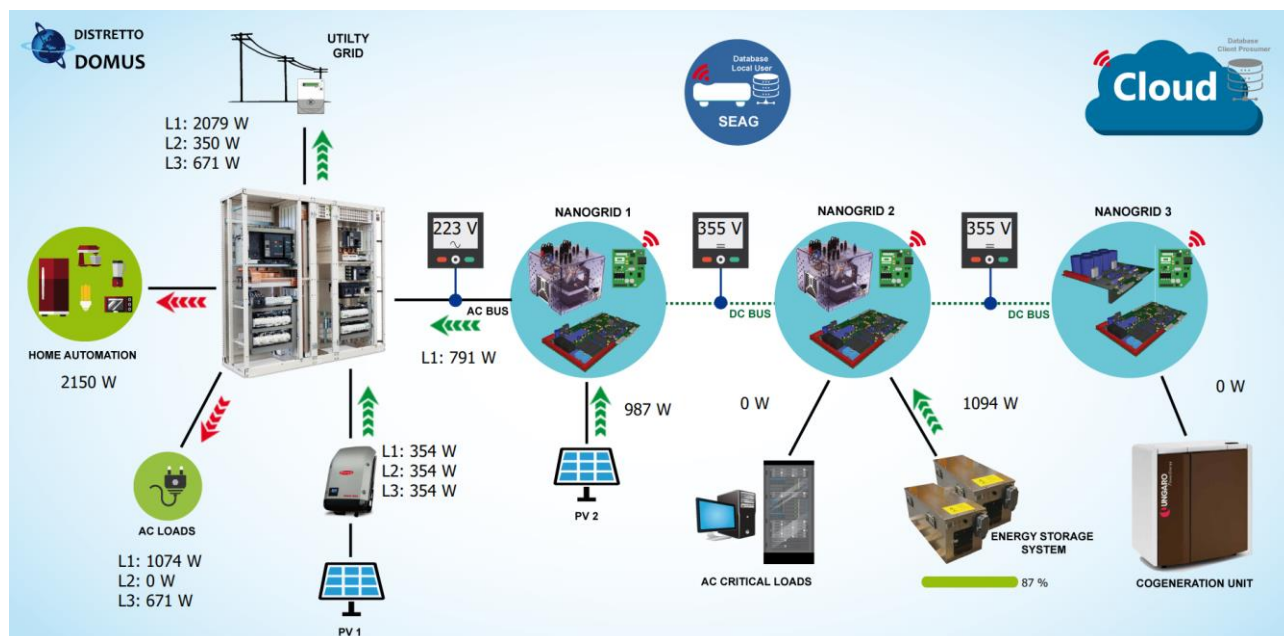 DISTRETTO
DOMUS
UTILTY
GRID
L1: 2079 W
L2: 350 W
L3: 671 W
Database
Local User
SEAG
Cloud
Database
Client Prosumer
223 V
NANOGRID 1
355 V
NANOGRID 2
355 V
NANOGRID 3
AC BUS
DC BUS
DC BUS
L1: 791 W
HOME AUTOMATION
2150 W
987 W
0 W
1094 W
0 W
L1: 354 W
L2: 354 W
L3: 354 W
AC LOADS
L1: 1074 W
L2: 0 W
L3: 671 W
PV 1
PV 2
AC CRITICAL LOADS
ENERGY STORAGE
SYSTEM
87 %
UNGARO
COGENERATION UNIT